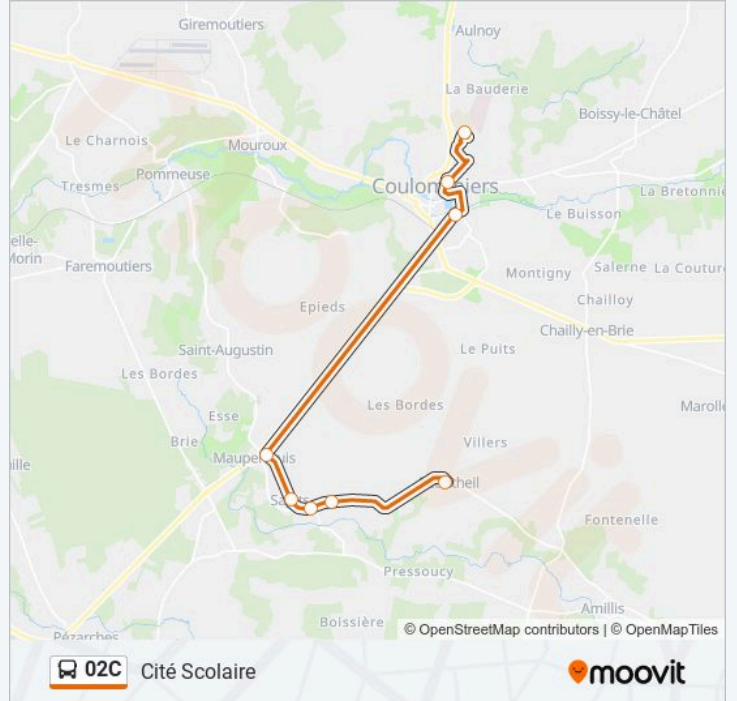 Giremoutiers
Aulnoy
La Bauderie
Boissy-le-Châtel
Le Charnois
Mouroux
Pommeuse
Tresmes
La Bretonnie
Le Buisson
Faremoutiers
Montigny
Salerne
La Couture
Chailloy
Epieds
Chailly-en-Brie
Saint-Augustin
Le Puits
Les Bordes
Les Bordes
Esse
Brie
Villers
Fontenelle
Pressoucy
Amillis
Boissière
Pézarches
© OpenStreetMap contributors | © OpenMapTiles
02C Cité Scolaire
moovit